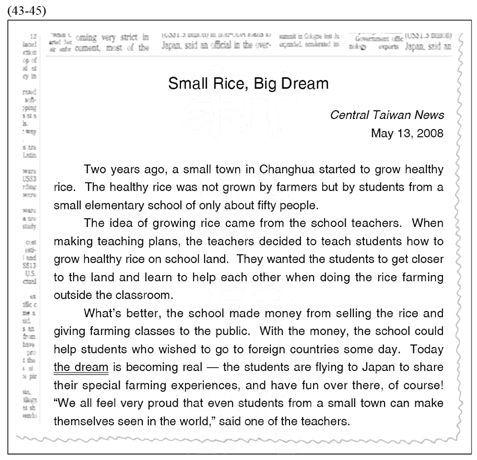 (43-45)
Small Rice, Big Dream
Central Taiwan News
May 13, 2008
Two years ago, a small town in Changhua started to grow healthy
rice. The healthy rice was not grown by farmers but by students from a
small elementary school of only about fifty people.
The idea of growing rice came from the school teachers. When
making teaching plans, the teachers decided to teach students how to
grow healthy rice on school land. They wanted the students to get closer
to the land and learn to help each other when doing the rice farming
outside the classroom.
What's better, the school made money from selling the rice and
giving farming classes to the public. With the money, the school could
help students who wished to go to foreign countries some day. Today
the dream is becoming real — the students are flying to Japan to share
their special farming experiences, and have fun over there, of course!
“We all feel very proud that even students from a small town can make
themselves seen in the world,” said one of the teachers.